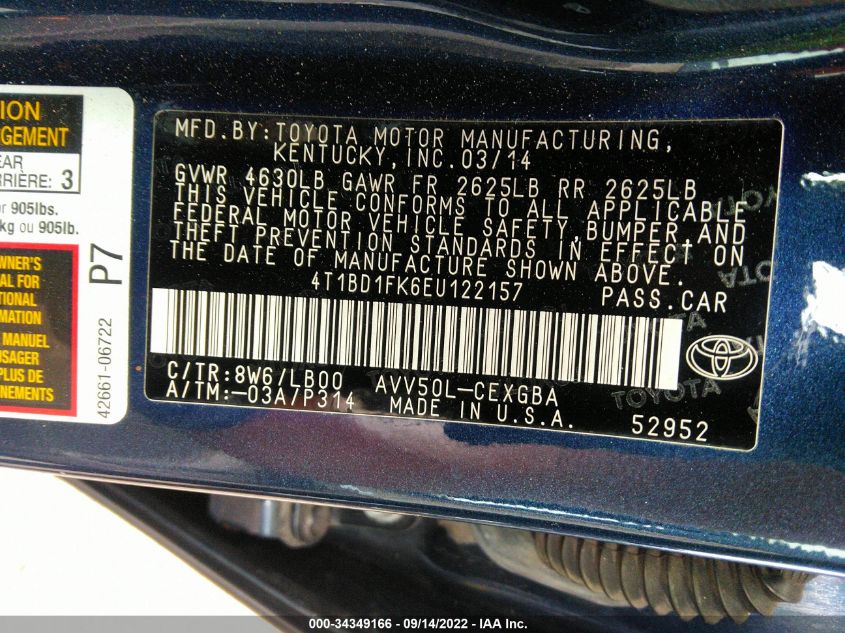 ION
NGEMENT
EAR
RRIÈRE: 3
or 905lbs.
kg ou 905lb.
P7
WNER'S
AL FOR
TIONAL
RMATION
MANUEL
USAGER
PLUS DE
NEMENTS
42661-06722
MFD.BY:TOYOTA MOTOR MANUFACTURING,
KENTUCKY, INC. 03/14
GVWR 4630LB GAWR FR 2625LB RR 2625LB
THIS VEHICLE CONFORMS TO ALL APPLICABLE
FEDERAL MOTOR VEHICLE SAFETY,BUMPER,AND
THEFT PREVENTION STANDARDS IN EFFECT ON
THE DATE OF MANUFACTURE SHOWN ABOVE.
4T1BD1FK6EU122157 PASS.CAR
C/TR:8W6/LB00 AVV50L-CEXGBA
A/TM:-03A/P314 MADE IN U.S.A.
52952
TOYOTA
000-34349166 - 09/14/2022 - IAA Inc.